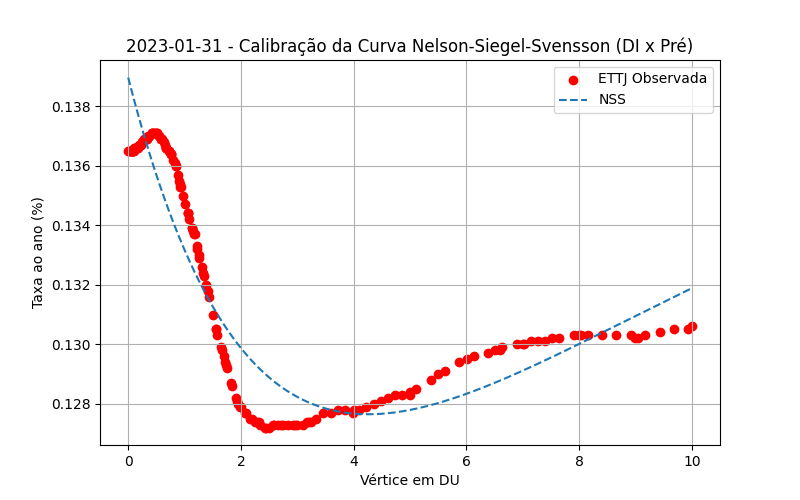 2023-01-31 - Calibração da Curva Nelson-Siegel-Svensson (DI x Pré)
ETTJ Observada
NSS
Taxa ao ano (%)
0.138
0.136
0.134
0.132
0.130
0.128
0 2 4 6 8 10
Vértice em DU